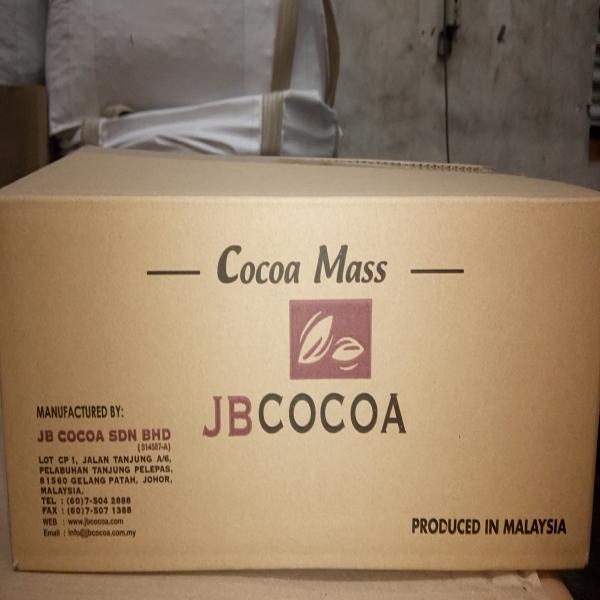 Cocoa Mass
JBCOCOA
MANUFACTURED BY:
JB COCOA SDN BHD
(514587-A)
LOT CP 1, JALAN TANJUNG A/6,
PELABUHAN TANJUNG PELEPAS,
81560 GELANG PATAH, JOHOR,
MALAYSIA.
TEL : (60)7-504 2888
FAX : (60)7-507 1388
WEB : www.jbcocoa.com
Email : info@jbcocoa.com.my
PRODUCED IN MALAYSIA